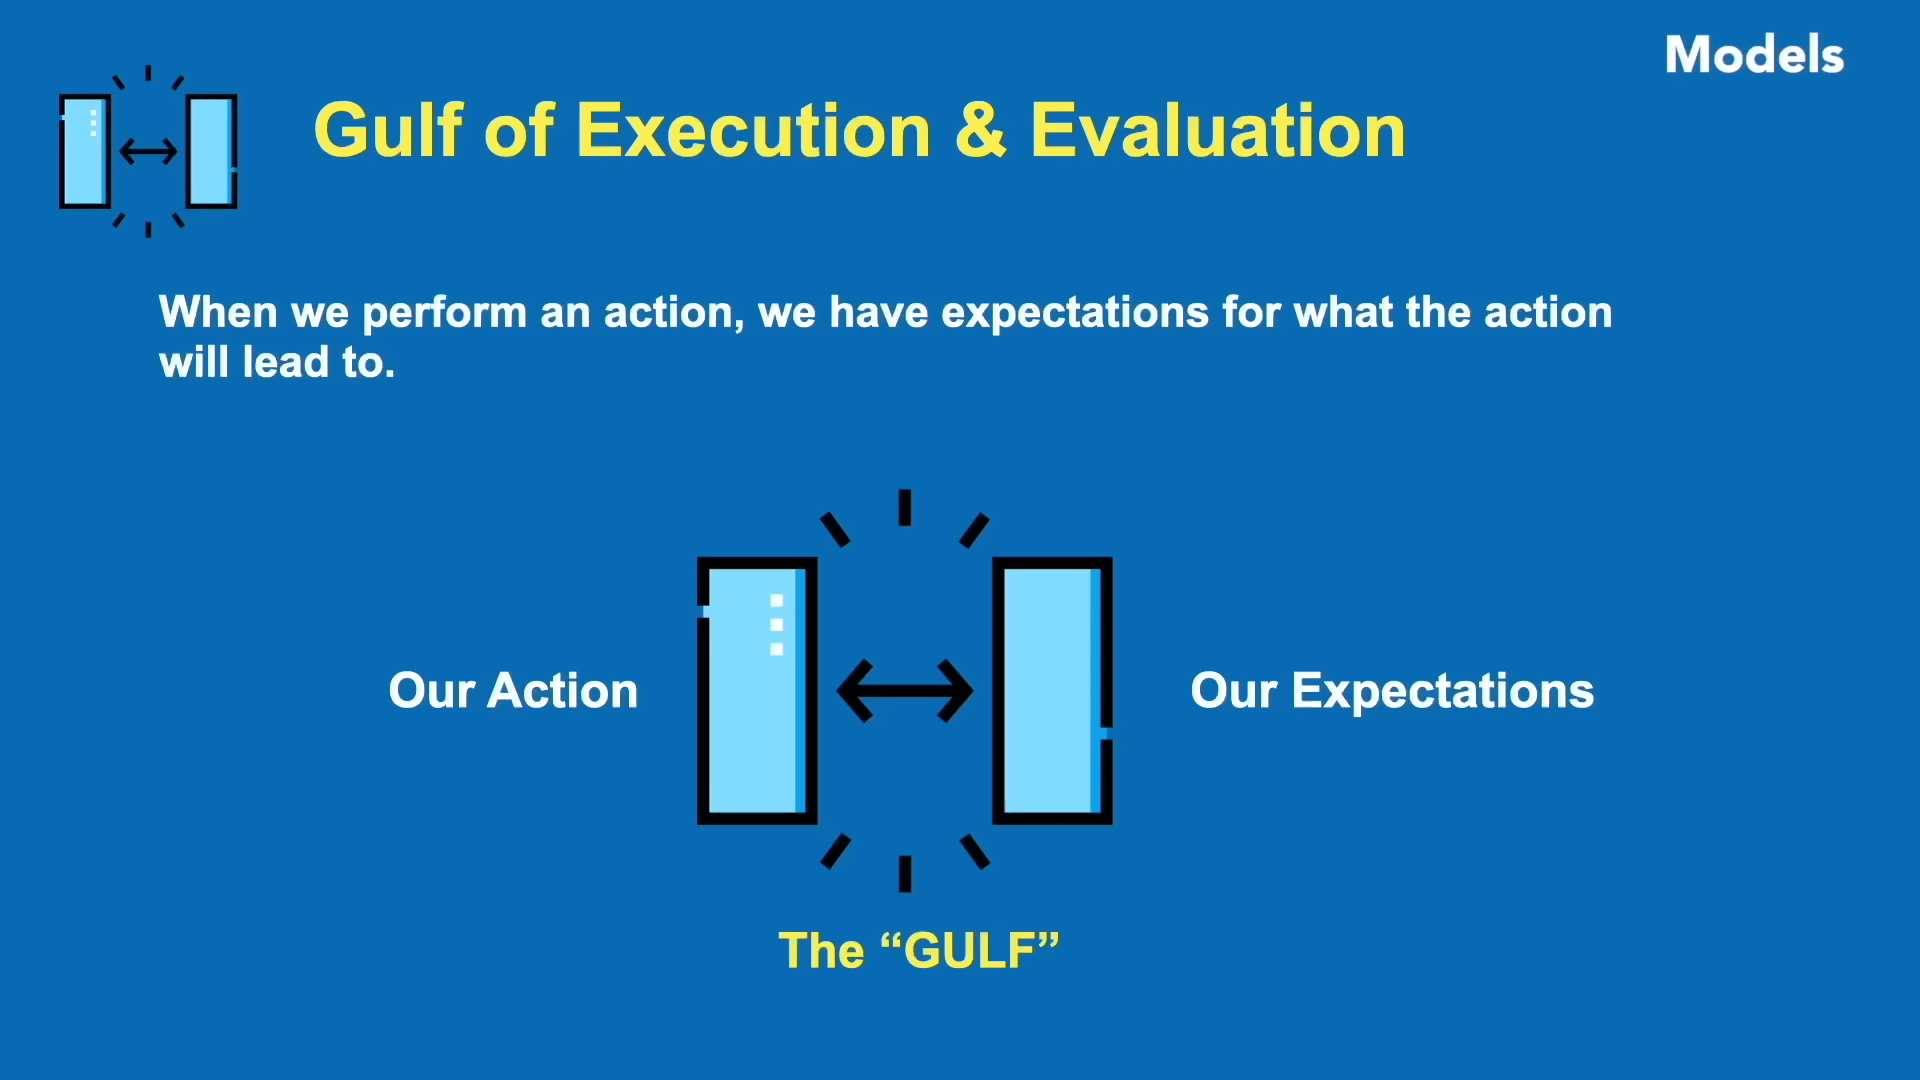 Models
Gulf of Execution & Evaluation
When we perform an action, we have expectations for what the action
will lead to.
Our Action
Our Expectations
The “GULF”